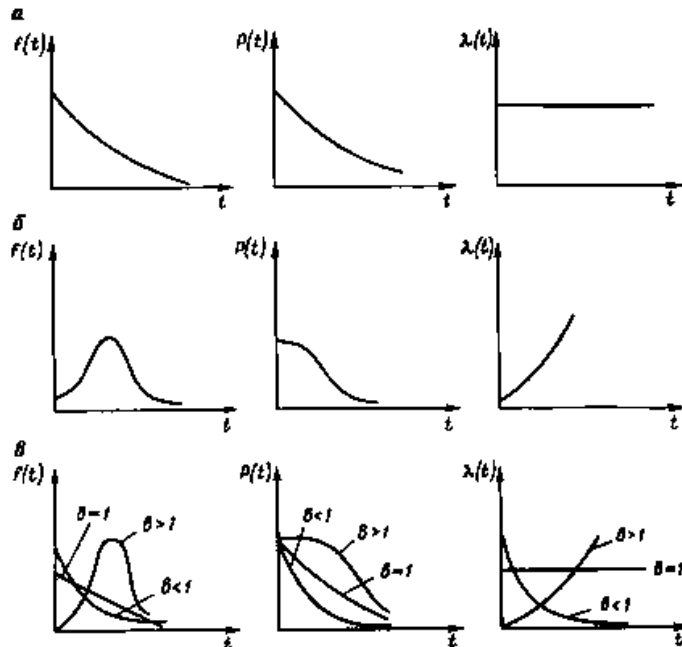 а
f(t) P(t) λ(t)
t t t
б
f(t) P(t) λ(t)
t t t
в
f(t) P(t) λ(t)
в=1 в>1 в<1
в<1 в>1 в=1
в>1 в=1 в<1
t t t